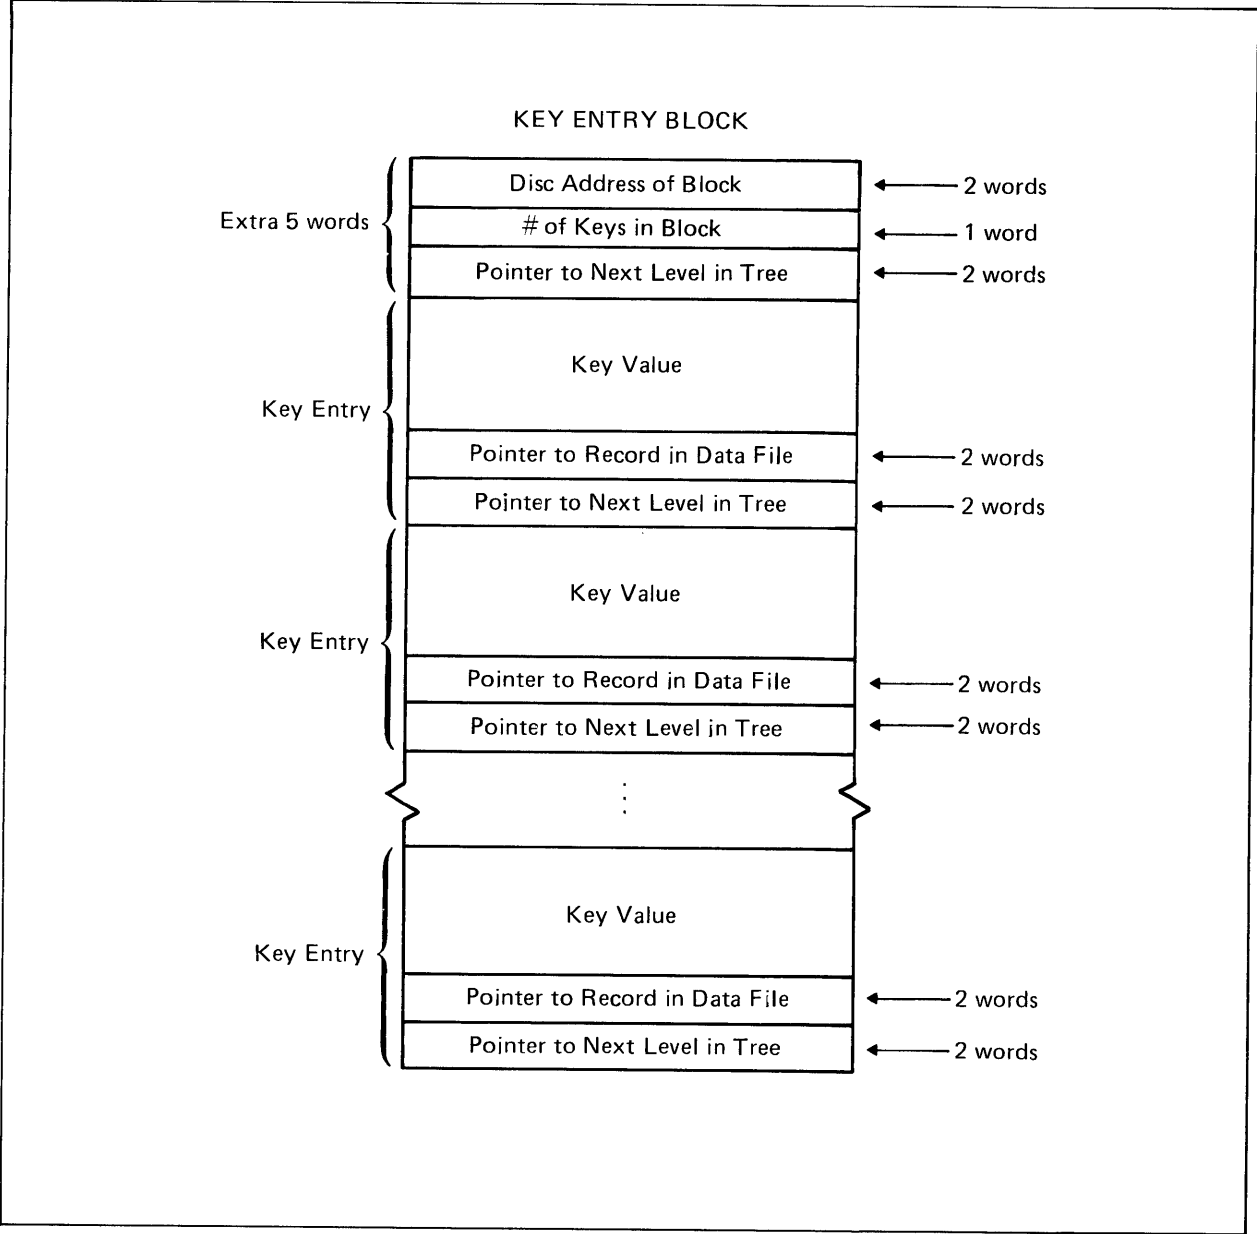 KEY ENTRY BLOCK
Disc Address of Block
2 words
Extra 5 words
# of Keys in Block
1 word
Pointer to Next Level in Tree
2 words
Key Value
Key Entry
Pointer to Record in Data File
2 words
Pointer to Next Level in Tree
2 words
Key Value
Key Entry
Pointer to Record in Data File
2 words
Pointer to Next Level in Tree
2 words
Key Value
Key Entry
Pointer to Record in Data File
2 words
Pointer to Next Level in Tree
2 words